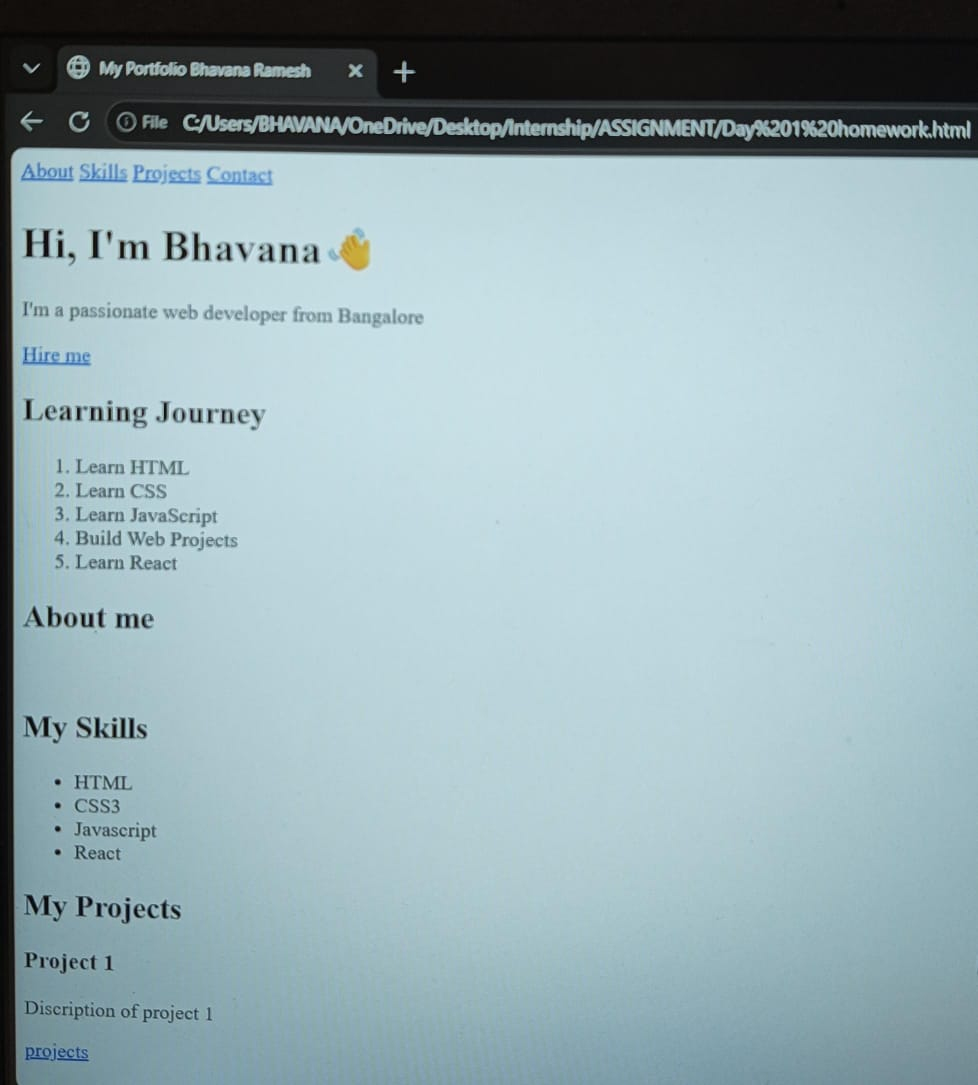 My Portfolio Bhavana Ramesh
File C:/Users/BHAVANA/OneDrive/Desktop/Internship/ASSIGNMENT/Day%201%20homework.html
About Skills Projects Contact
Hi, I'm Bhavana 👋
I'm a passionate web developer from Bangalore
Hire me
Learning Journey
1. Learn HTML
2. Learn CSS
3. Learn JavaScript
4. Build Web Projects
5. Learn React
About me
My Skills
• HTML
• CSS3
• Javascript
• React
My Projects
Project 1
Discription of project 1
projects